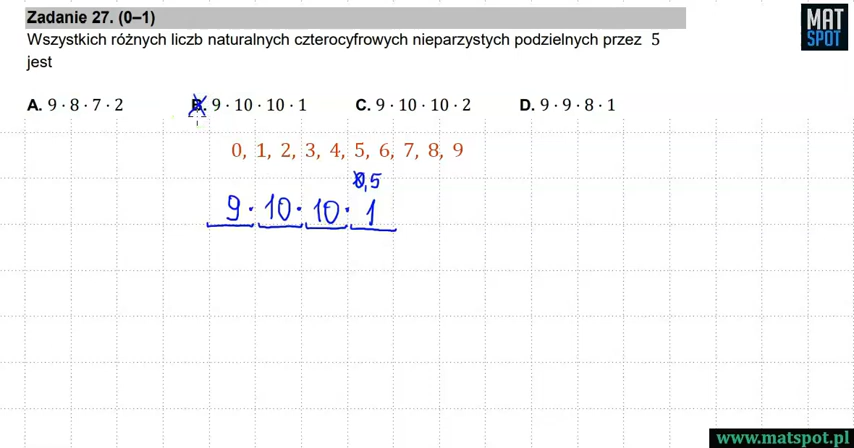 Zadanie 27. (0–1)
MAT
SPOT
Wszystkich różnych liczb naturalnych czterocyfrowych nieparzystych podzielnych przez 5
jest
A. 9 · 8 · 7 · 2 B. 9 · 10 · 10 · 1 C. 9 · 10 · 10 · 2 D. 9 · 9 · 8 · 1
0, 1, 2, 3, 4, 5, 6, 7, 8, 9
0, 5
9 · 10 · 10 · 1
www.matspot.pl